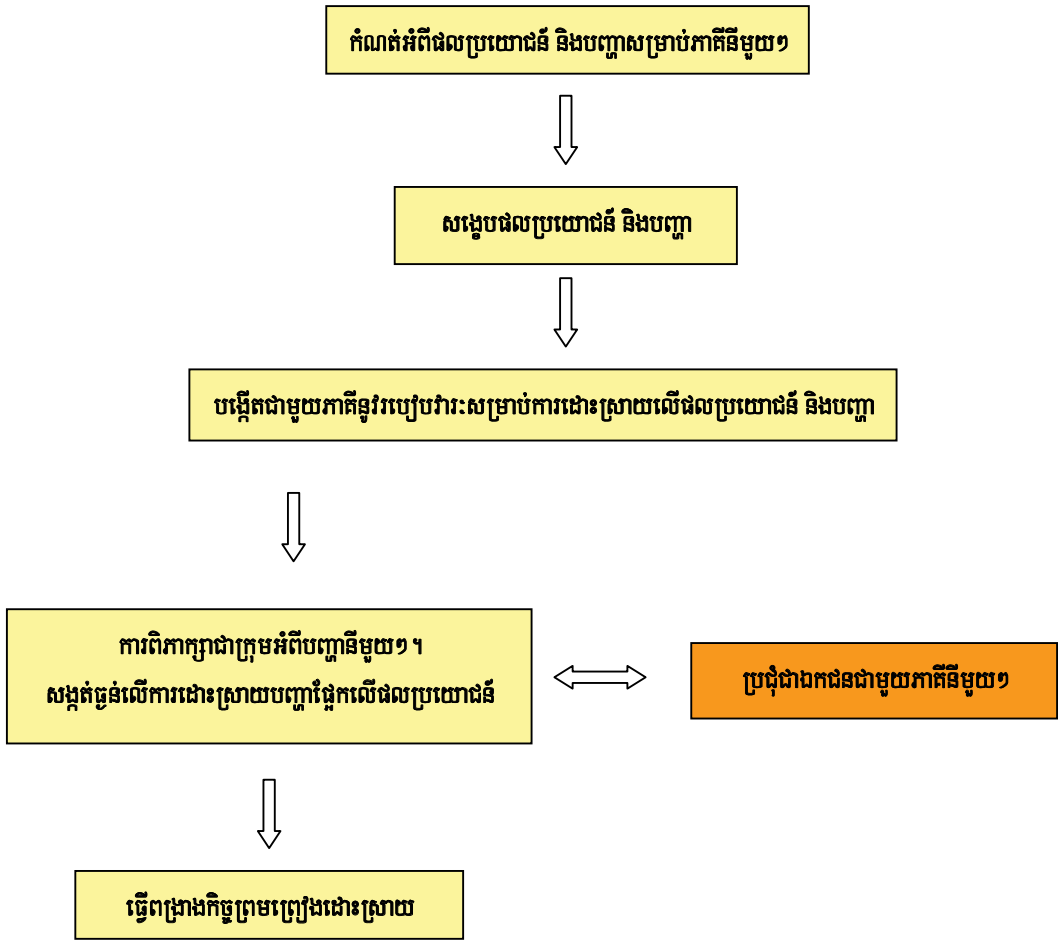 កំណត់អំពីផលប្រយោជន៍ និងបញ្ហាសម្រាប់ភាគីនីមួយៗ
សង្ខេបផលប្រយោជន៍ និងបញ្ហា
បង្កើតជាមួយភាគីនូវរបៀបវារៈសម្រាប់ការដោះស្រាយលើផលប្រយោជន៍ និងបញ្ហា
ការពិភាក្សាជាក្រុមអំពីបញ្ហានីមួយៗ ។
សង្កត់ធ្ងន់លើការដោះស្រាយបញ្ហាផ្អែកលើផលប្រយោជន៍
ប្រជុំជាឯកជនជាមួយភាគីនីមួយៗ
ធ្វើពង្រាងកិច្ចព្រមព្រៀងដោះស្រាយ